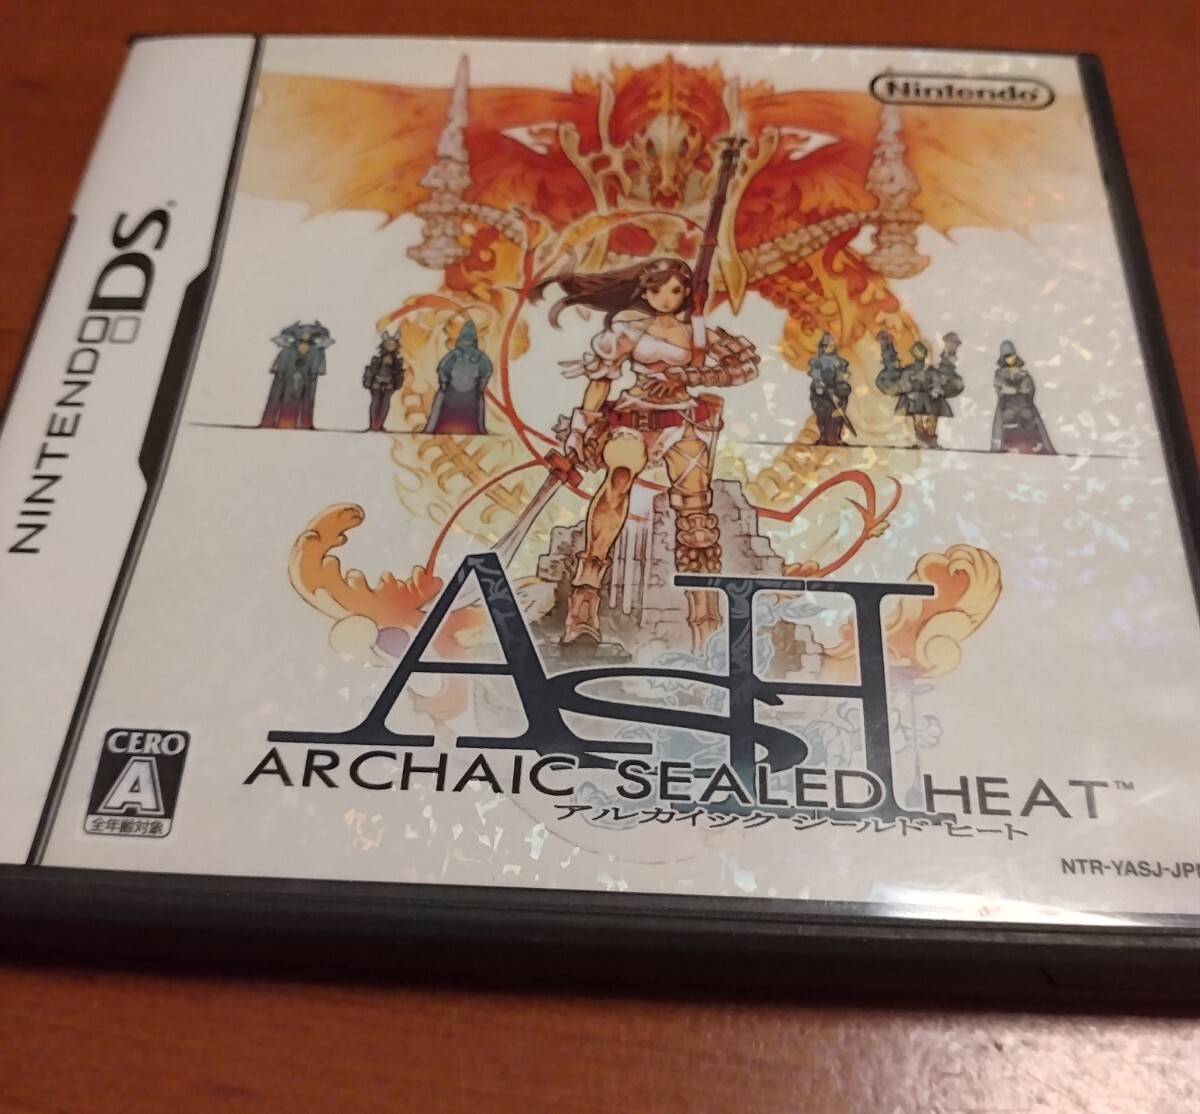 NINTENDO DS
Nintendo
ASH
ARCHAIC SEALED HEAT™
アルカイック シールド ヒート
CERO
A
全年齢対象
NTR-YASJ-JPN